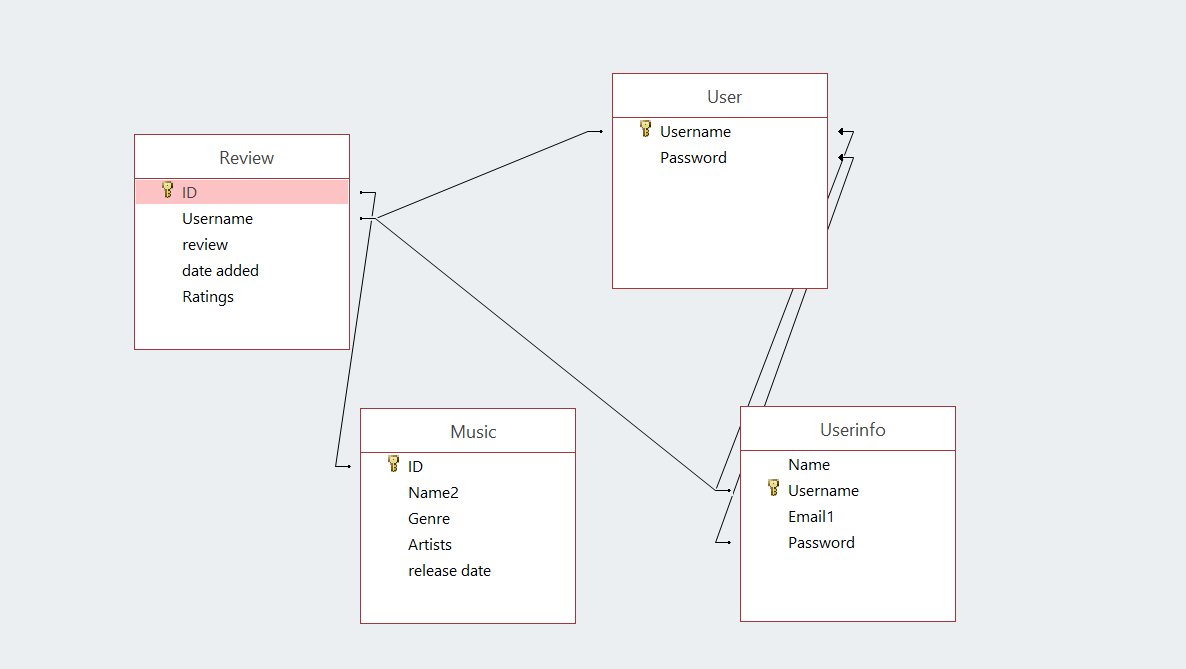 Review
ID
Username
review
date added
Ratings
User
Username
Password
Music
ID
Name2
Genre
Artists
release date
Userinfo
Name
Username
Email1
Password